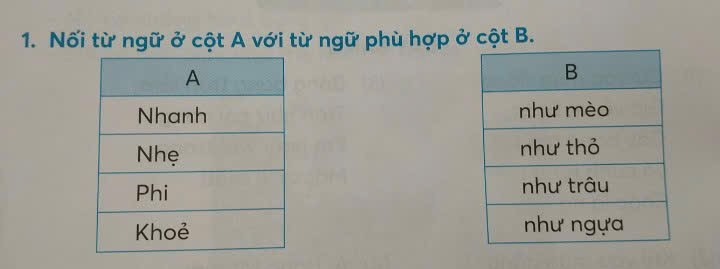 1. Nối từ ngữ ở cột A với từ ngữ phù hợp ở cột B.
A
Nhanh
Nhẹ
Phi
Khoẻ
B
như mèo
như thỏ
như trâu
như ngựa